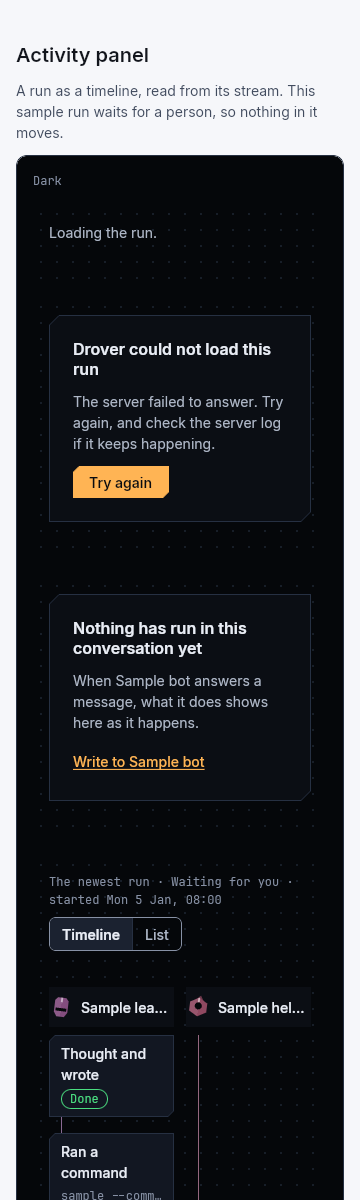 Activity panel
A run as a timeline, read from its stream. This
sample run waits for a person, so nothing in it
moves.
Dark
Loading the run.
Drover could not load this
run
The server failed to answer. Try
again, and check the server log
if it keeps happening.
Try again
Nothing has run in this
conversation yet
When Sample bot answers a
message, what it does shows
here as it happens.
Write to Sample bot
The newest run · Waiting for you ·
started Mon 5 Jan, 08:00
Timeline List
Sample lea… Sample hel…
Thought and
wrote
Done
Ran a
command
sample --comm…